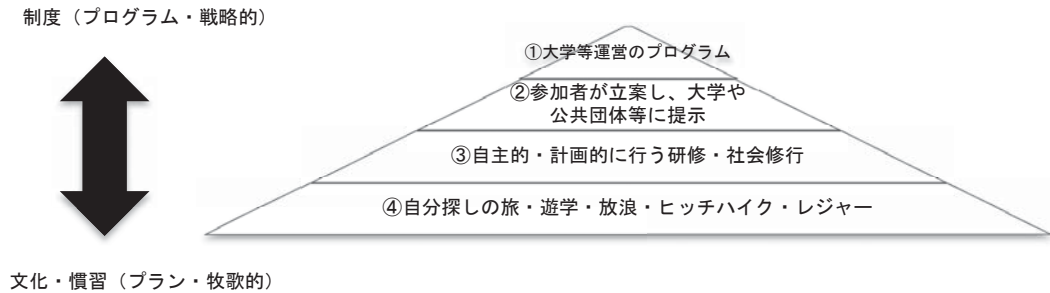 制度（プログラム・戦略的）
①大学等運営のプログラム
②参加者が立案し、大学や
公共団体等に提示
③自主的・計画的に行う研修・社会修行
④自分探しの旅・遊学・放浪・ヒッチハイク・レジャー
文化・慣習（プラン・牧歌的）